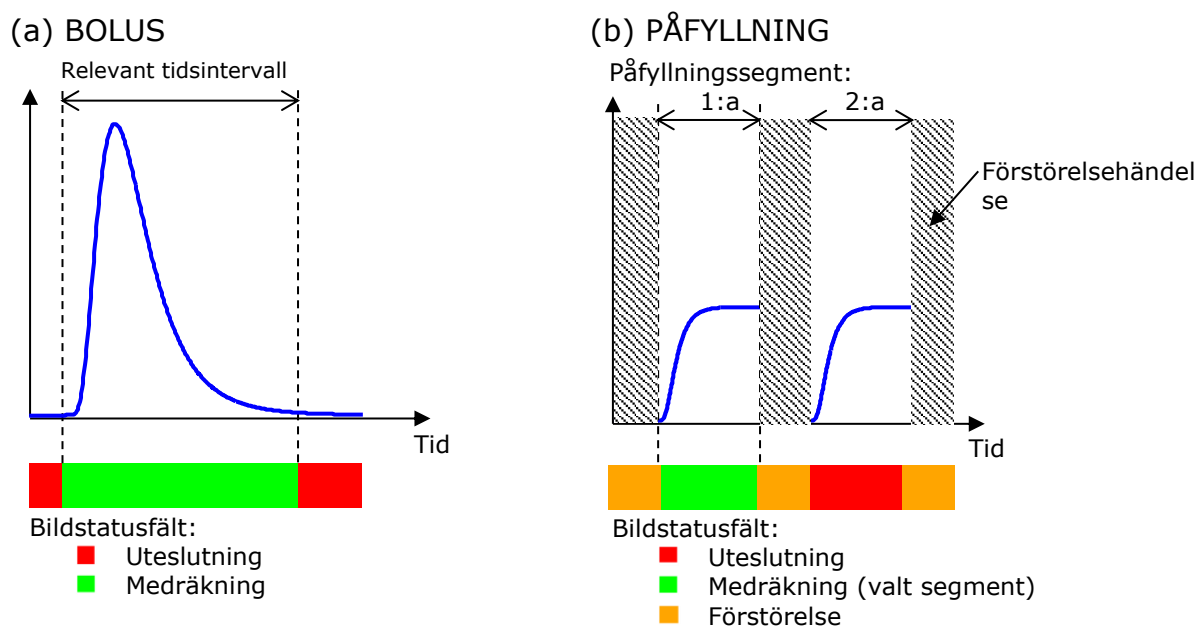 (a) BOLUS
Relevant tidsintervall
Tid
Bildstatusfält:
Uteslutning
Medräkning
(b) PÅFYLLNING
Påfyllningssegment:
1:a
2:a
Förstörelsehändel
se
Tid
Bildstatusfält:
Uteslutning
Medräkning (valt segment)
Förstörelse